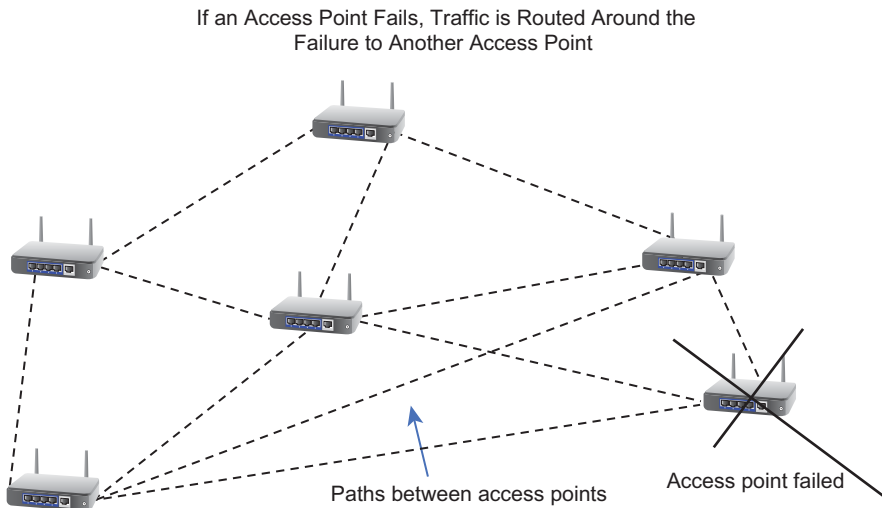 If an Access Point Fails, Traffic is Routed Around the
Failure to Another Access Point
Access point failed
Paths between access points